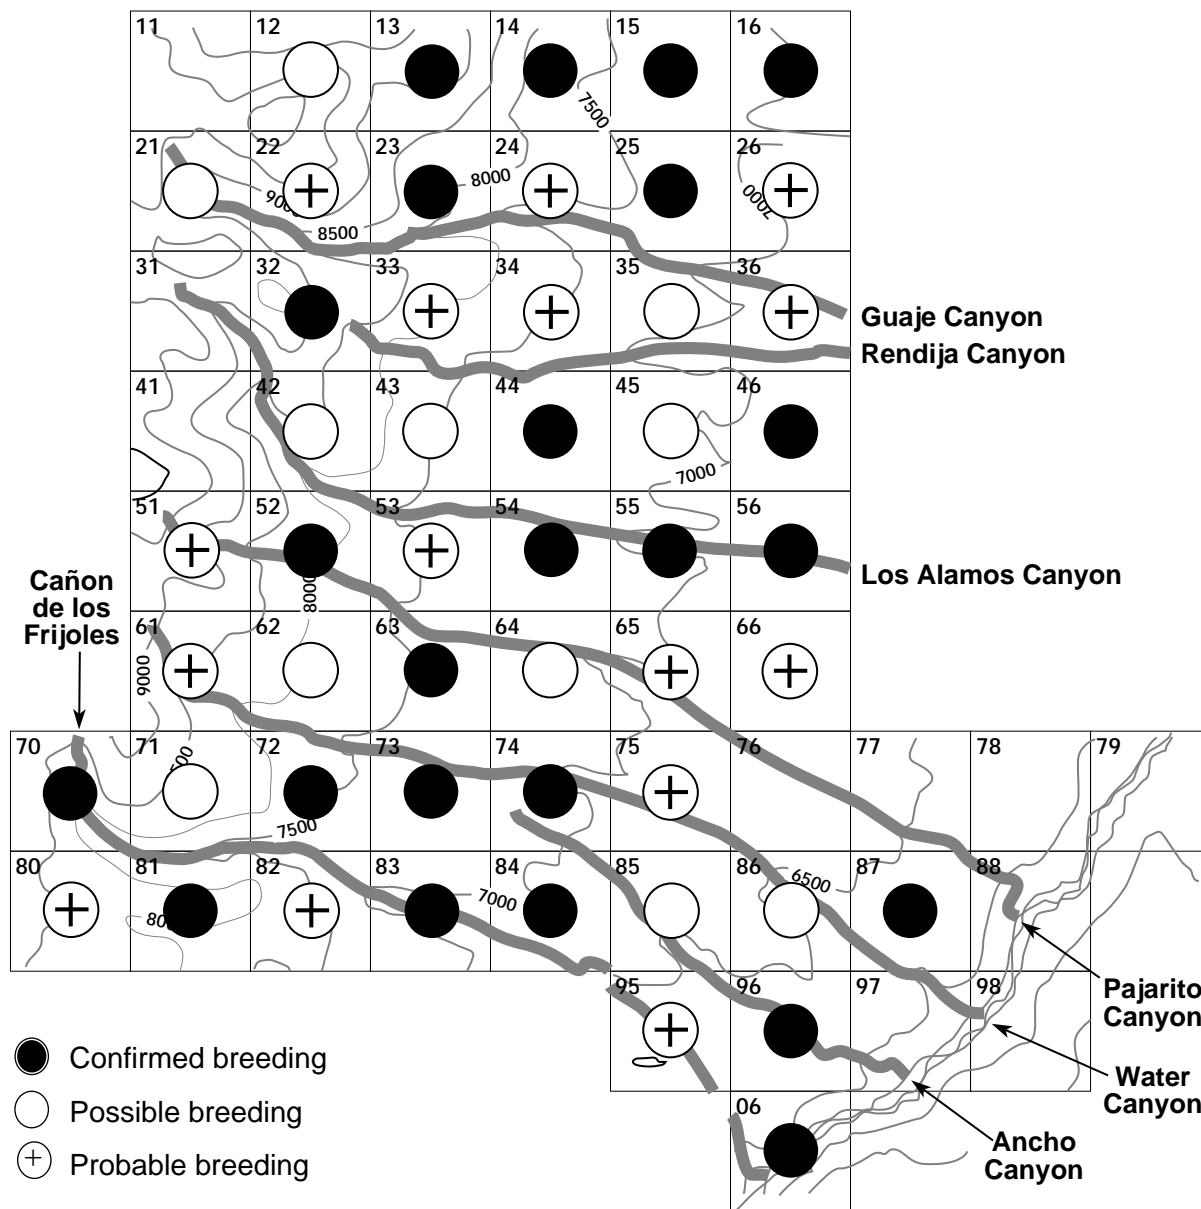 11 12 13 14 15 16
7500
21 22 23 24 25 26
9000 8000 7000
8500
31 32 33 34 35 36
Guaje Canyon
Rendija Canyon
41 42 43 44 45 46
7000
51 52 53 54 55 56
Los Alamos Canyon
Cañon
de los
Frijoles
8000
61 62 63 64 65 66
9000
70 71 72 73 74 75 76 77 78 79
7500
80 81 82 83 84 85 86 87 88
7000 6500
95 96 97 98
Pajarito
Canyon
Confirmed breeding
Water
Canyon
Possible breeding
06
Ancho
Canyon
Probable breeding